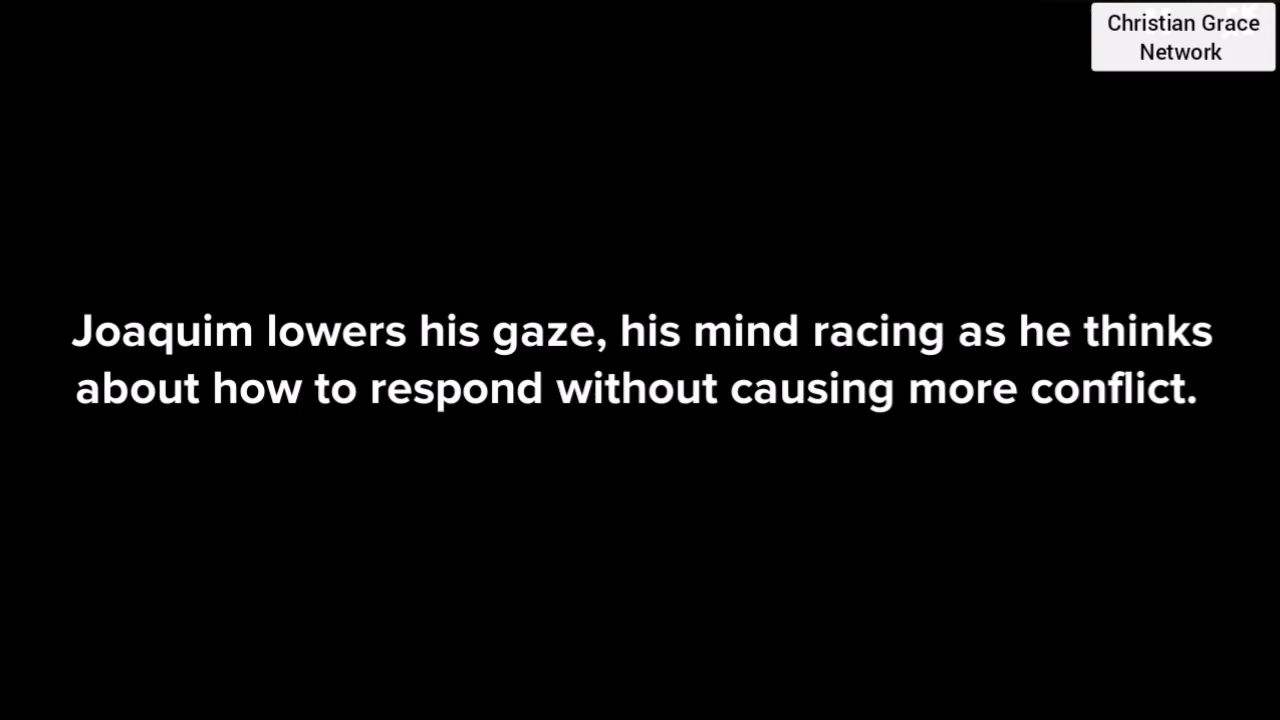 Christian Grace
Network
Joaquim lowers his gaze, his mind racing as he thinks
about how to respond without causing more conflict.